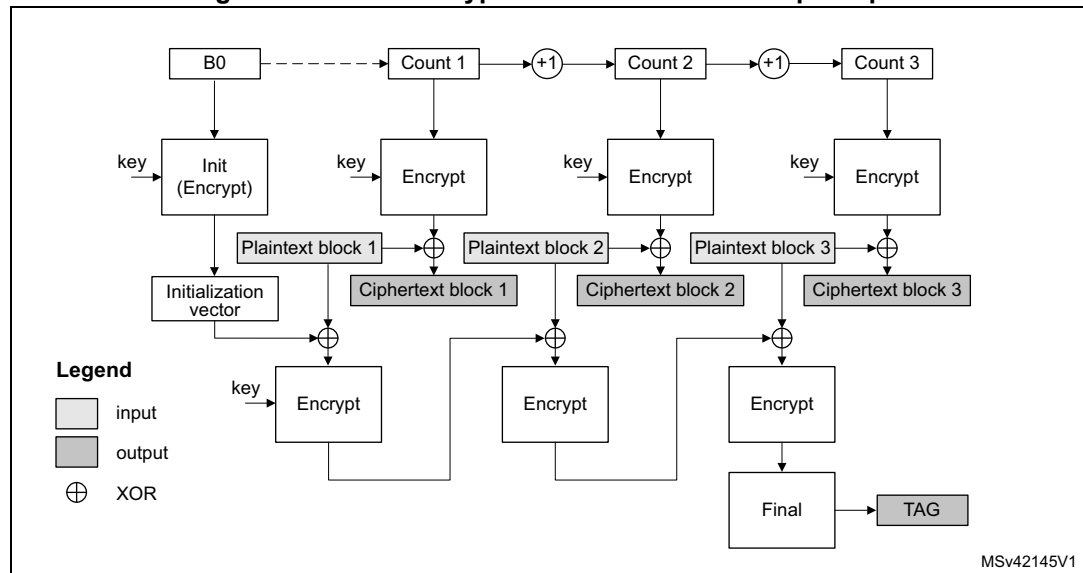 B0
Count 1
+1
Count 2
+1
Count 3
key
Init
(Encrypt)
key
Encrypt
key
Encrypt
key
Encrypt
Plaintext block 1
Plaintext block 2
Plaintext block 3
Ciphertext block 1
Ciphertext block 2
Ciphertext block 3
Initialization
vector
key
Encrypt
Encrypt
Encrypt
Legend
input
output
XOR
Final
TAG
MSv42145V1